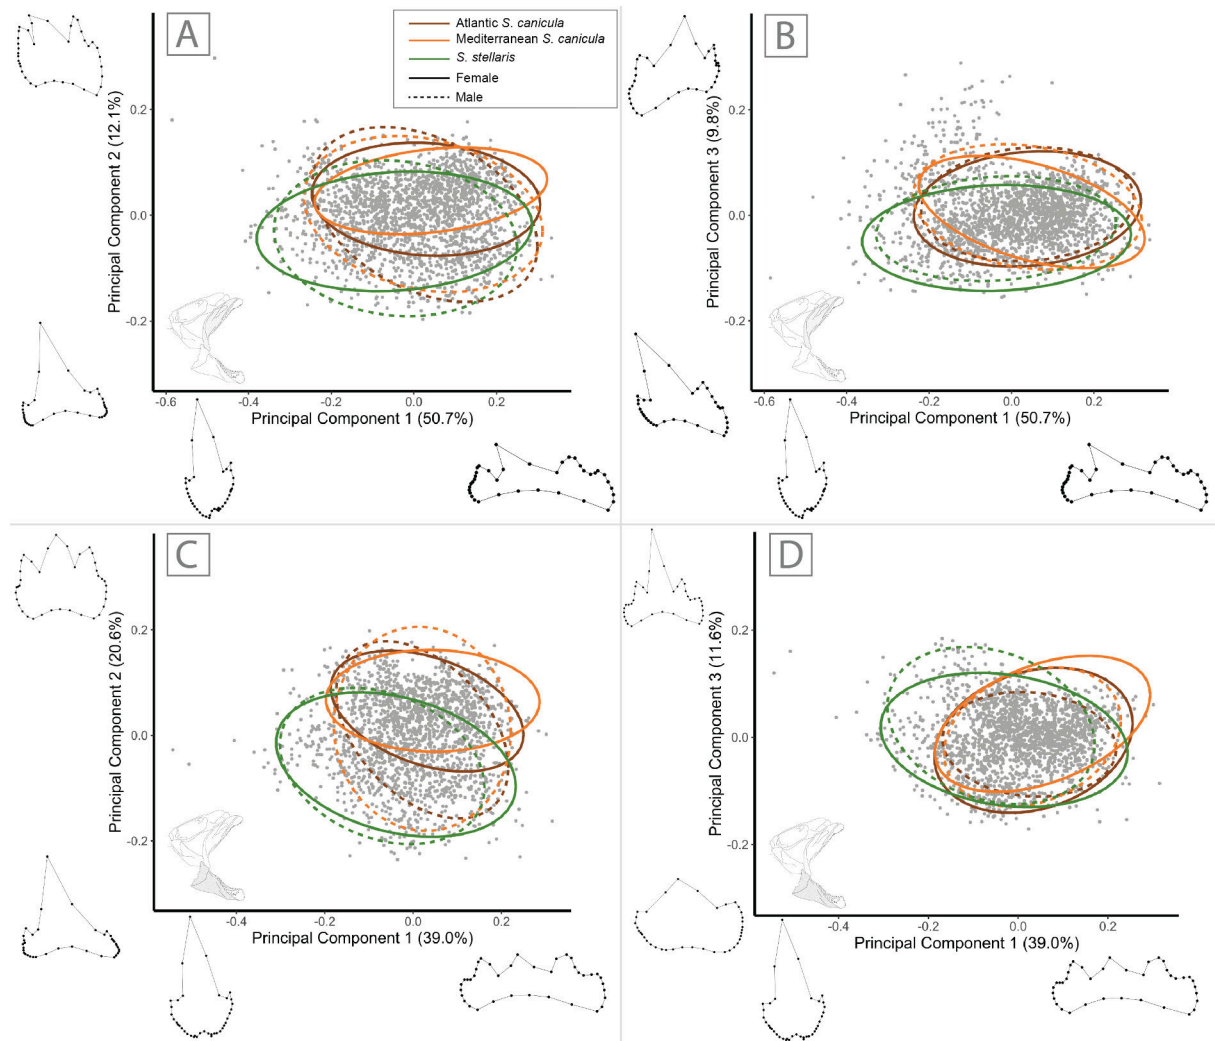 A
Atlantic S. canicula
Mediterranean S. canicula
S. stellaris
Female
Male
Principal Component 2 (12.1%)
0.2
0.0
-0.2
-0.6
-0.4
-0.2
0.0
0.2
Principal Component 1 (50.7%)
B
Principal Component 3 (9.8%)
0.2
0.0
-0.2
-0.6
-0.4
-0.2
0.0
0.2
Principal Component 1 (50.7%)
C
Principal Component 2 (20.6%)
0.2
0.0
-0.2
-0.4
-0.2
0.0
0.2
Principal Component 1 (39.0%)
D
Principal Component 3 (11.6%)
0.2
0.0
-0.2
-0.4
-0.2
0.0
0.2
Principal Component 1 (39.0%)